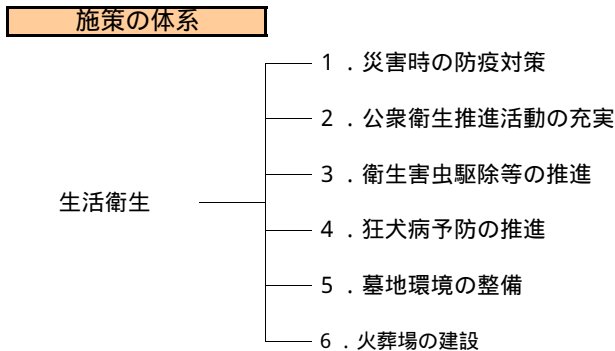 施策の体系
1．災害時の防疫対策
2．公衆衛生推進活動の充実
3．衛生害虫駆除等の推進
生活衛生
4．狂犬病予防の推進
5．墓地環境の整備
6．火葬場の建設